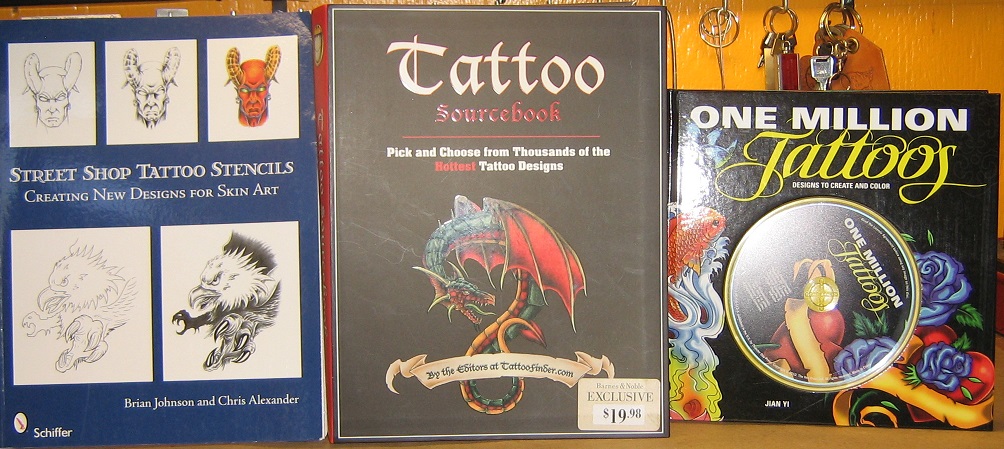 STREET SHOP TATTOO STENCILS
CREATING NEW DESIGNS FOR SKIN ART
Brian Johnson and Chris Alexander
Schiffer
Tattoo
Sourcebook
Pick and Choose from Thousands of the
Hottest Tattoo Designs
By the Editors at TattooFinder.com
Barnes & Noble
EXCLUSIVE
$19.98
ONE MILLION
Tattoos
DESIGNS TO CREATE AND COLOR
ONE MILLION
Tattoos
JIAN YI